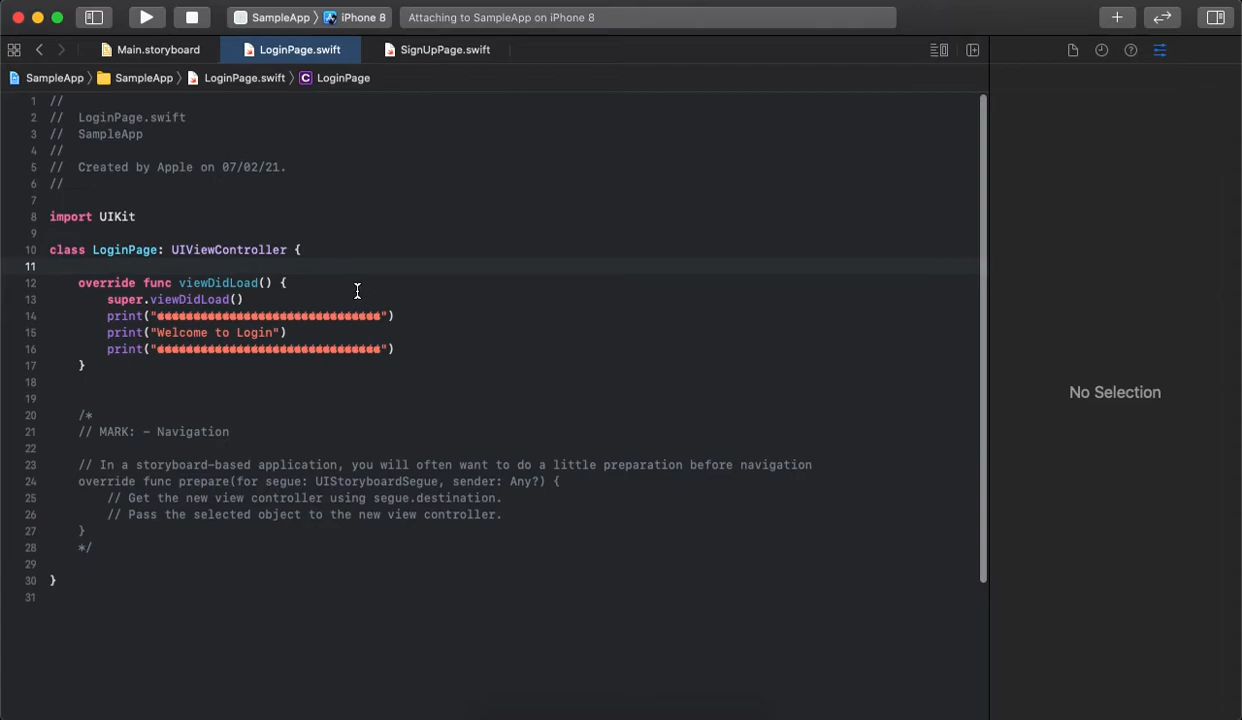 SampleApp 〉 iPhone 8
Attaching to SampleApp on iPhone 8
Main.storyboard
LoginPage.swift
SignUpPage.swift
SampleApp 〉 SampleApp 〉 LoginPage.swift 〉 C LoginPage
1 //
2 //  LoginPage.swift
3 //  SampleApp
4 //
5 //  Created by Apple on 07/02/21.
6 //
7
8 import UIKit
9
10 class LoginPage: UIViewController {
11
12     override func viewDidLoad() {
13         super.viewDidLoad()
14         print("🍎🍎🍎🍎🍎🍎🍎🍎🍎🍎🍎🍎🍎🍎🍎🍎🍎🍎🍎🍎🍎🍎🍎🍎🍎🍎🍎🍎🍎🍎🍎")
15         print("Welcome to Login")
16         print("🍎🍎🍎🍎🍎🍎🍎🍎🍎🍎🍎🍎🍎🍎🍎🍎🍎🍎🍎🍎🍎🍎🍎🍎🍎🍎🍎🍎🍎🍎🍎")
17     }
18
19
20     /*
21     // MARK: - Navigation
22
23     // In a storyboard-based application, you will often want to do a little preparation before navigation
24     override func prepare(for segue: UIStoryboardSegue, sender: Any?) {
25         // Get the new view controller using segue.destination.
26         // Pass the selected object to the new view controller.
27     }
28     */
29
30 }
31
No Selection